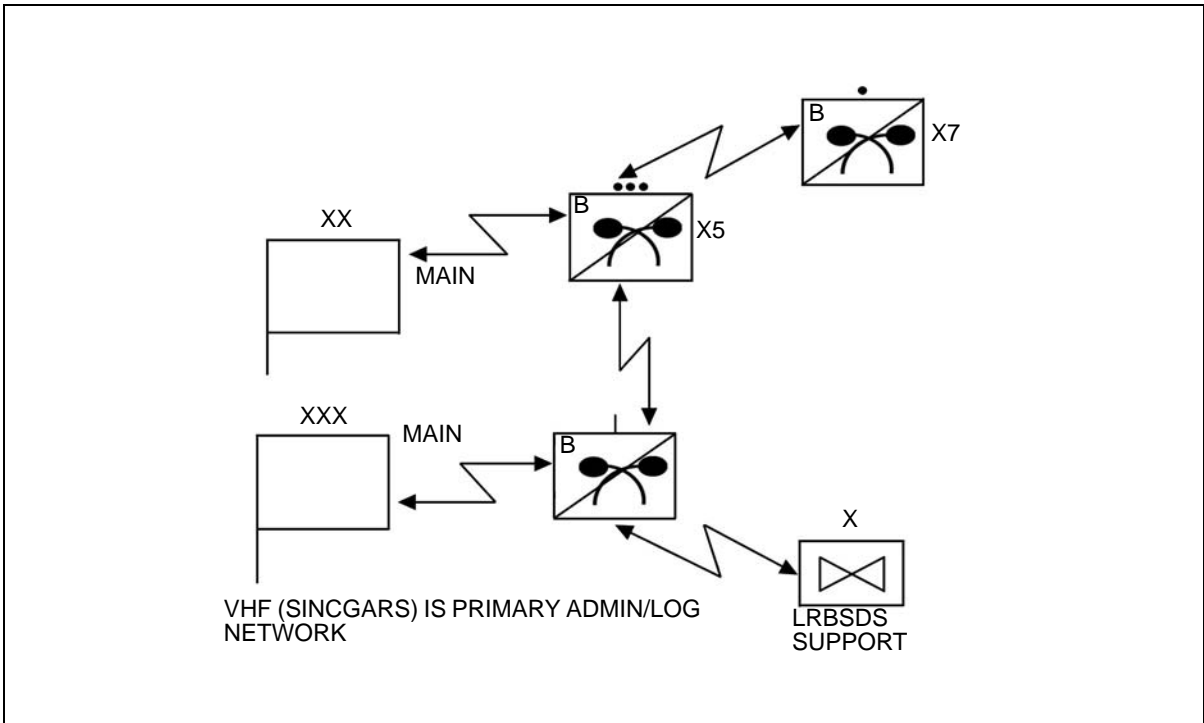 B
X7
B
X5
XX
MAIN
XXX
MAIN
B
X
VHF (SINCGARS) IS PRIMARY ADMIN/LOG
NETWORK
LRBSDS
SUPPORT